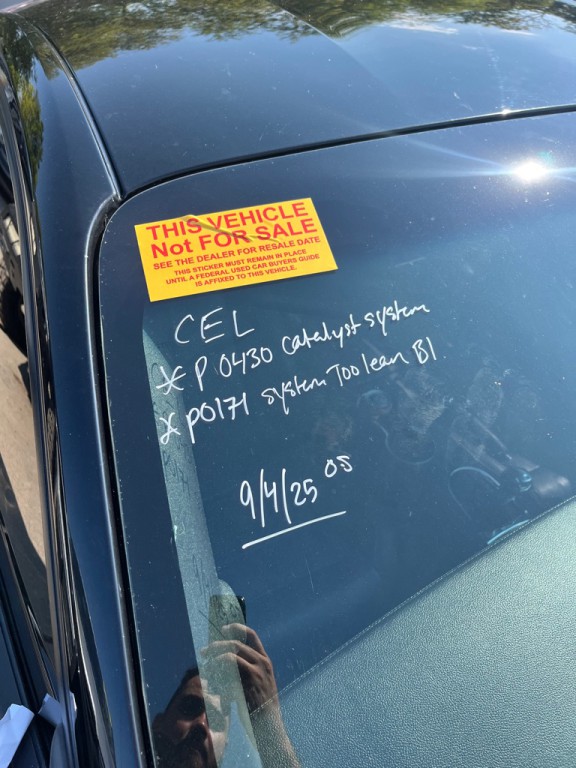 THIS VEHICLE
Not FOR SALE
SEE THE DEALER FOR RESALE DATE
THIS STICKER MUST REMAIN IN PLACE
UNTIL A FEDERAL USED CAR BUYERS GUIDE
IS AFFIXED TO THIS VEHICLE.
CEL
* P0430 catalyst system
* P0171 system Too lean B1
9/4/25 OS